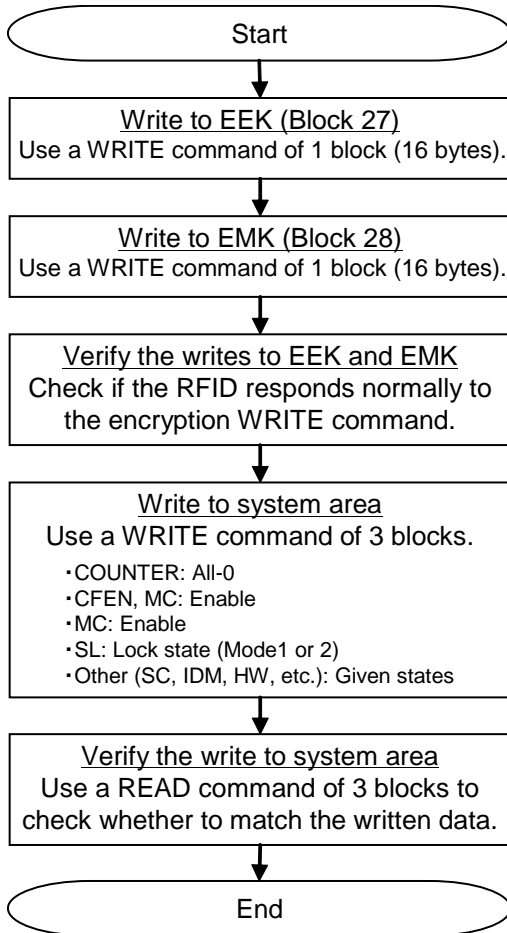 Start
Write to EEK (Block 27)
Use a WRITE command of 1 block (16 bytes).
Write to EMK (Block 28)
Use a WRITE command of 1 block (16 bytes).
Verify the writes to EEK and EMK
Check if the RFID responds normally to
the encryption WRITE command.
Write to system area
Use a WRITE command of 3 blocks.
・COUNTER: All-0
・CFEN, MC: Enable
・MC: Enable
・SL: Lock state (Mode1 or 2)
・Other (SC, IDM, HW, etc.): Given states
Verify the write to system area
Use a READ command of 3 blocks to
check whether to match the written data.
End